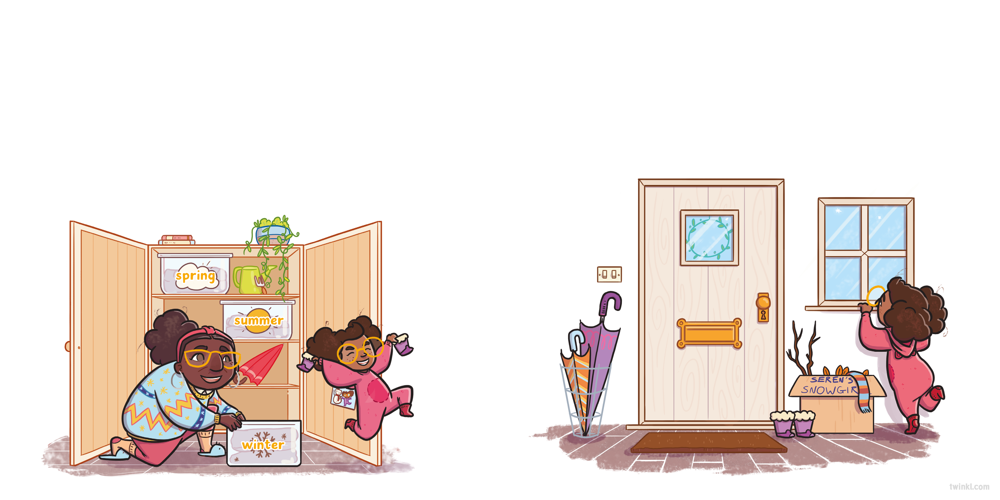 spring
summer
winter
SEREN'S
SNOWGIR
twinkl.com